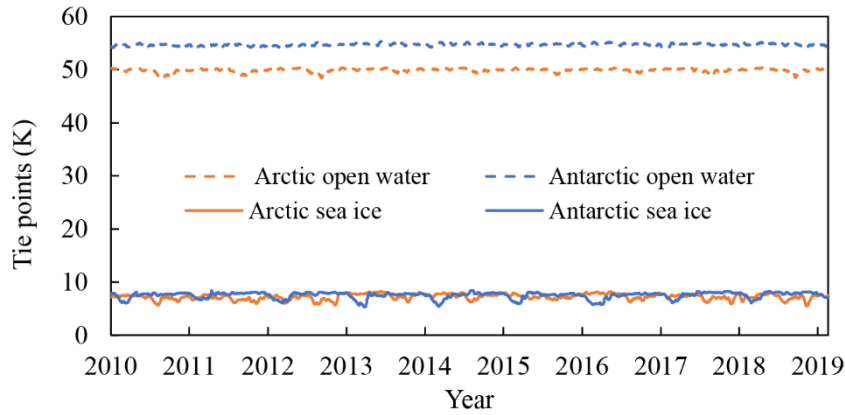 60
50
40
30
20
10
0
Tie points (K)
Arctic open water
Antarctic open water
Arctic sea ice
Antarctic sea ice
2010 2011 2012 2013 2014 2015 2016 2017 2018 2019
Year